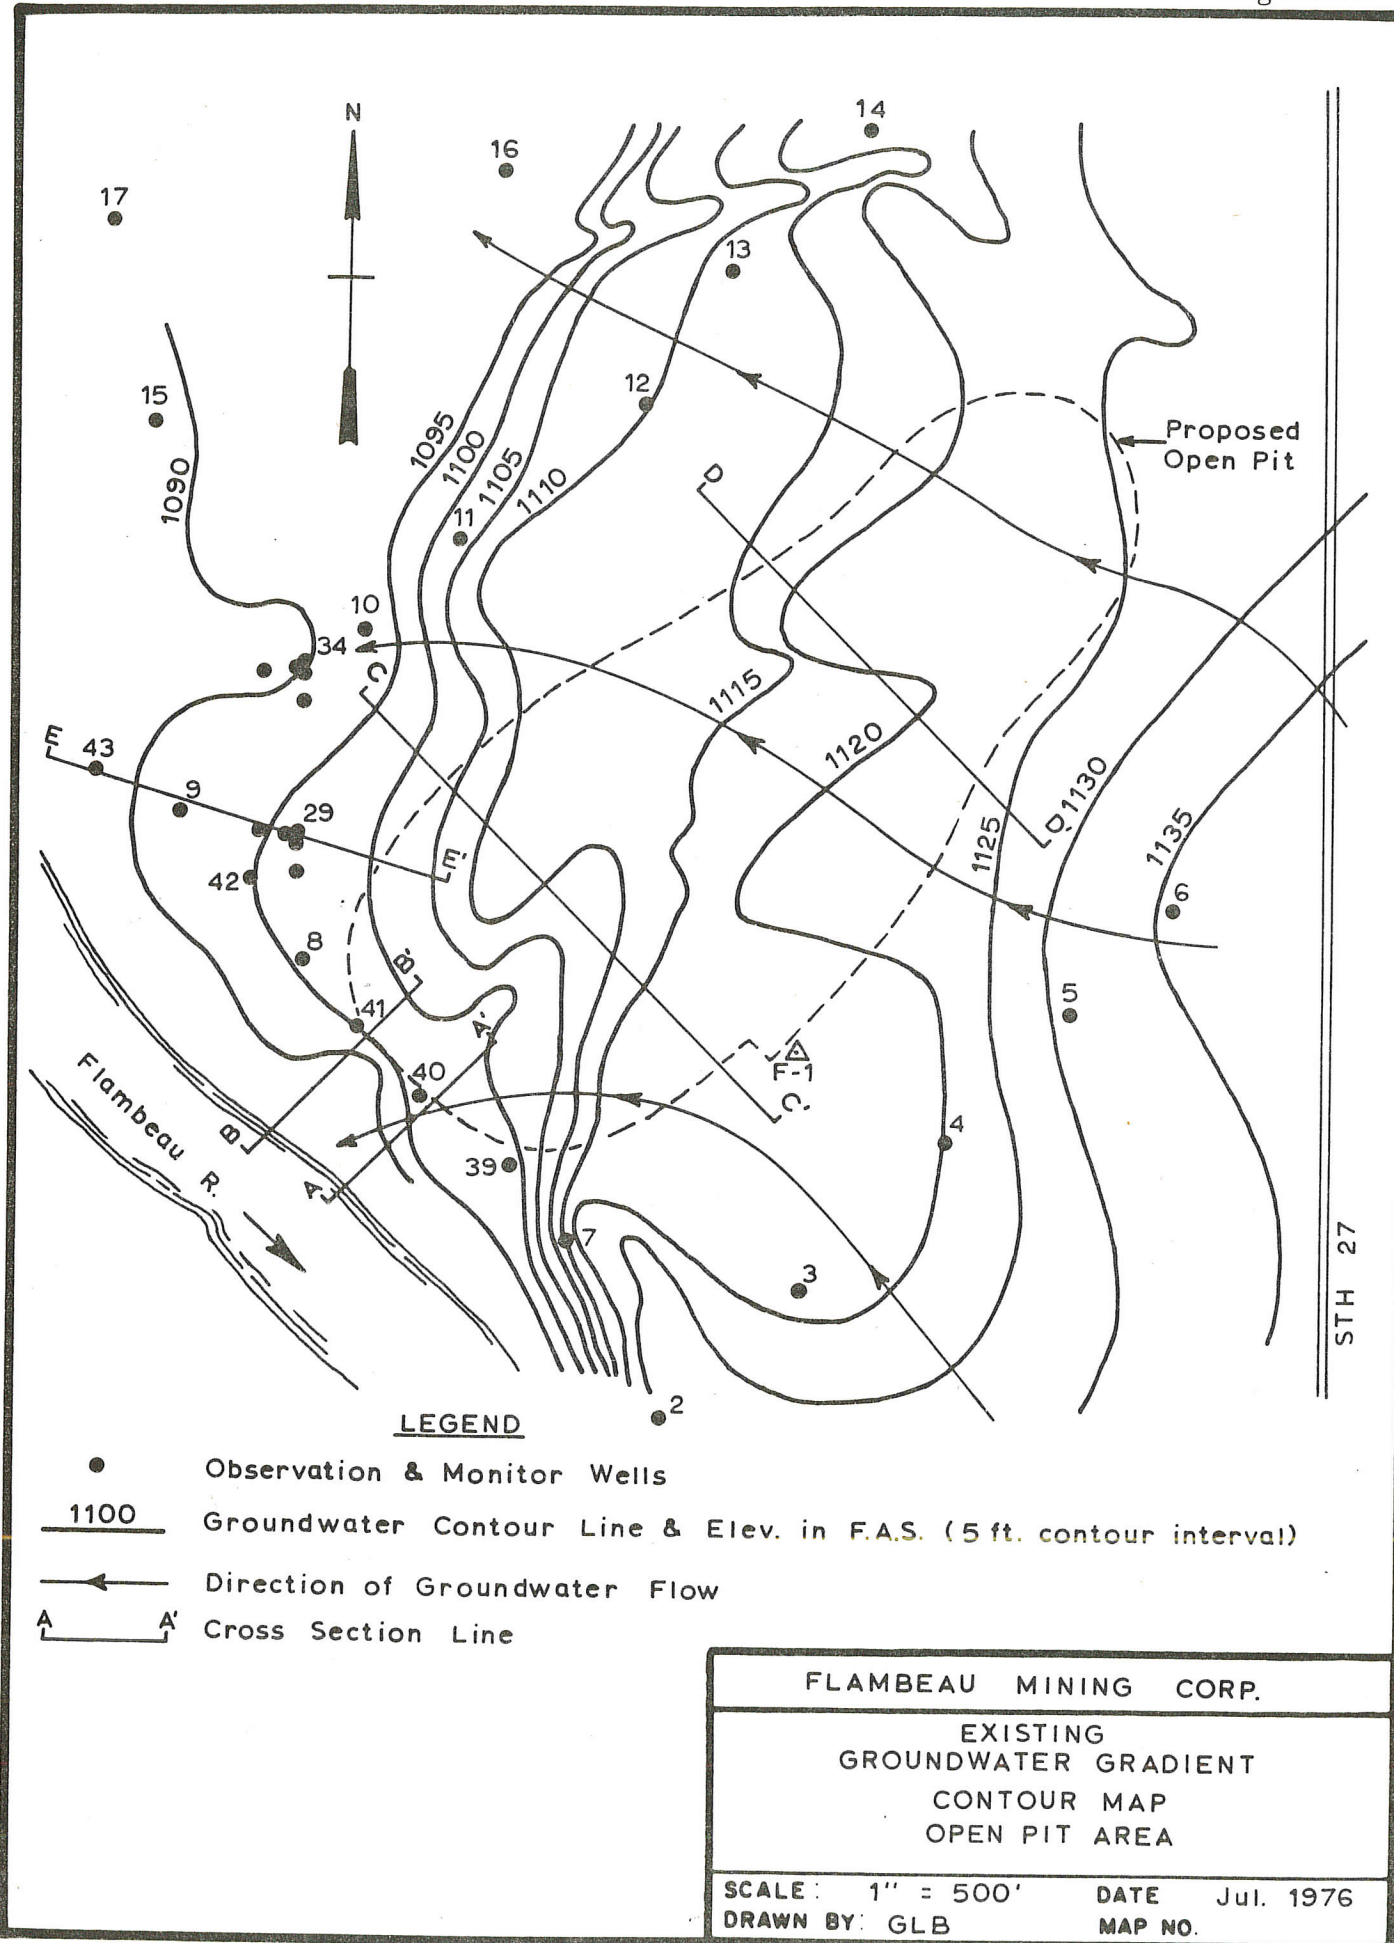 N
14
16
17
13
12
15
1090
1095
1100
1105
1110
11
D
Proposed
Open Pit
10
34
C
1115
1120
1125
D'
1130
1135
E
43
9
29
E'
42
8
6
5
B'
41
A'
40
F-1
C'
4
Flambeau R.
B
A
39
7
3
2
STH 27
LEGEND
Observation & Monitor Wells
1100
Groundwater Contour Line & Elev. in F.A.S. (5 ft. contour interval)
Direction of Groundwater Flow
A A'
Cross Section Line
FLAMBEAU MINING CORP.
EXISTING
GROUNDWATER GRADIENT
CONTOUR MAP
OPEN PIT AREA
SCALE: 1" = 500' DATE Jul. 1976
DRAWN BY: GLB MAP NO.